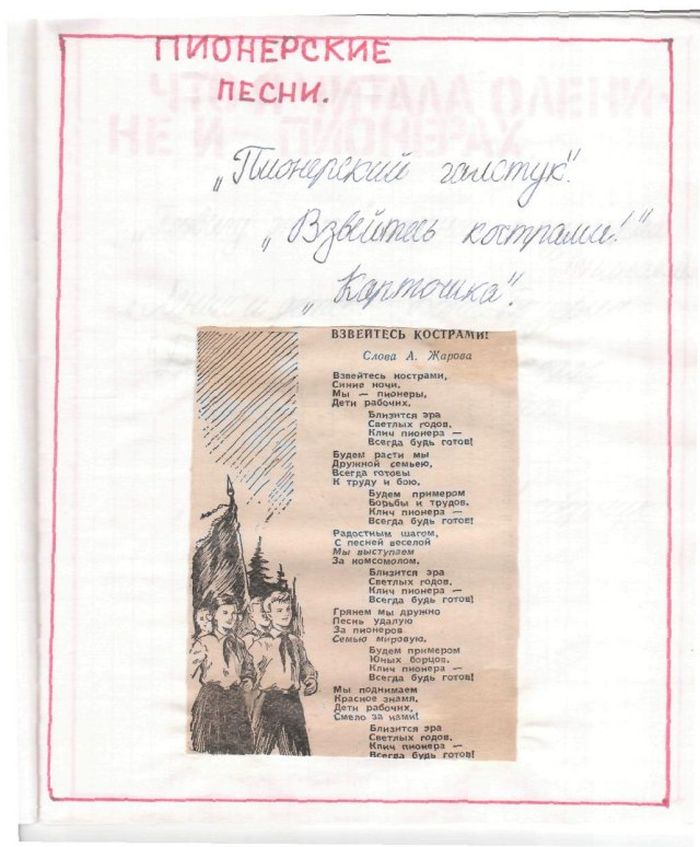 ПИОНЕРСКИЕ
ПЕСНИ.
„Пионерский галстук".
„Взвейтесь кострами!"
„Картошка".
ВЗВЕЙТЕСЬ КОСТРАМИ!
Слова А. Жарова
Взвейтесь кострами,
Синие ночи.
Мы — пионеры,
Дети рабочих.
Близится эра
Светлых годов.
Клич пионера —
Всегда будь готов!
Будем расти мы
Дружной семьею,
Всегда готовы
К труду и бою.
Будем примером
Борьбы и трудов.
Клич пионера —
Всегда будь готов!
Радостным шагом,
С песней веселой
Мы выступаем
За комсомолом.
Близится эра
Светлых годов.
Клич пионера —
Всегда будь готов!
Грянем мы дружно
Песнь удалую
За пионеров
Семью мировую.
Будем примером
Юных борцов.
Клич пионера —
Всегда будь готов!
Мы поднимаем
Красное знамя,
Дети рабочих,
Смело за нами!
Близится эра
Светлых годов.
Клич пионера —
Всегда будь готов!